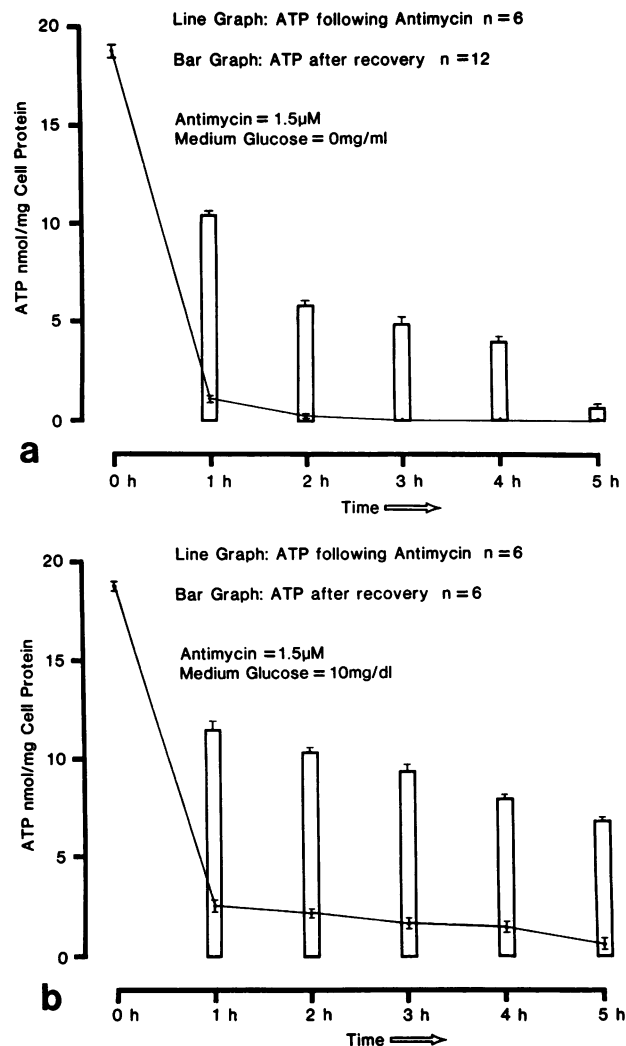 Line Graph: ATP following Antimycin n=6
Bar Graph: ATP after recovery n=12
Antimycin=1.5µM
Medium Glucose=0mg/ml
ATP nmol/mg Cell Protein
20
15
10
5
0
a
0 h 1 h 2 h 3 h 4 h 5 h
Time
Line Graph: ATP following Antimycin n=6
Bar Graph: ATP after recovery n=6
Antimycin=1.5µM
Medium Glucose=10mg/dl
ATP nmol/mg Cell Protein
20
15
10
5
0
b
0 h 1 h 2 h 3 h 4 h 5 h
Time